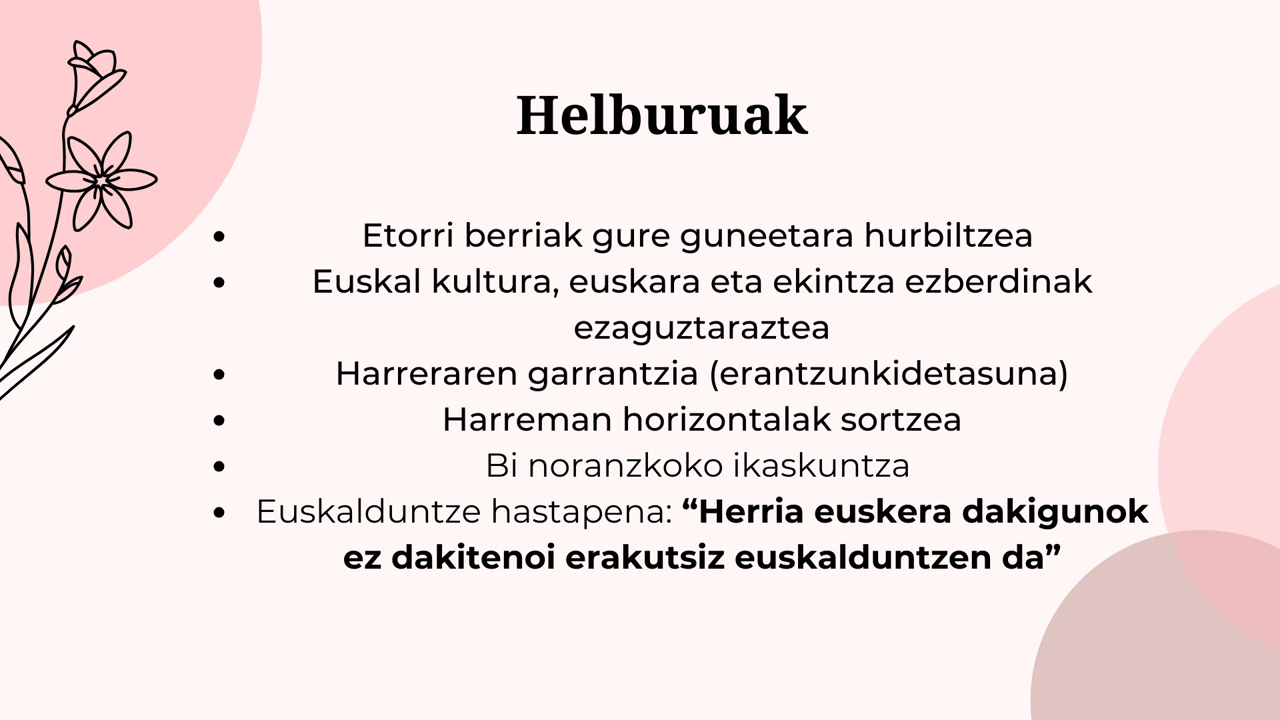 Helburuak
• Etorri berriak gure guneetara hurbiltzea
• Euskal kultura, euskara eta ekintza ezberdinak
ezaguztaraztea
• Harreraren garrantzia (erantzunkidetasuna)
• Harreman horizontalak sortzea
• Bi noranzkoko ikaskuntza
• Euskalduntze hastapena: “Herria euskera dakigunok
ez dakitenoi erakutsiz euskalduntzen da”